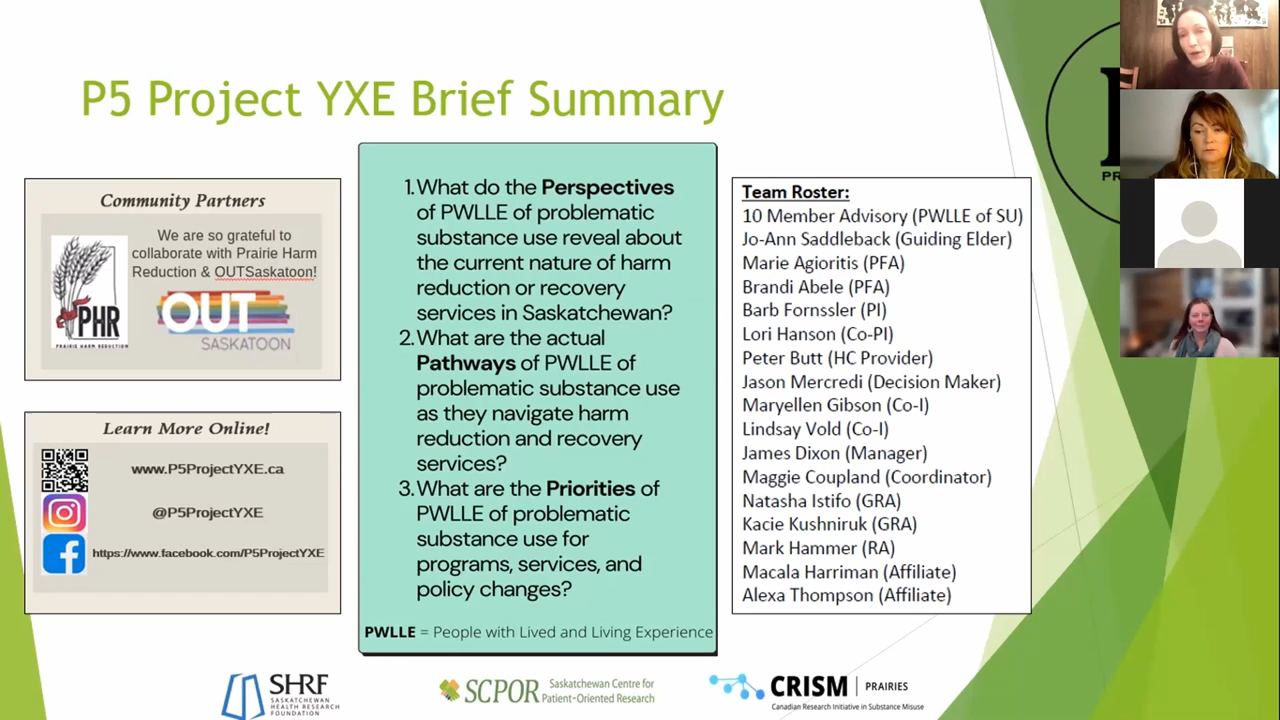 P5 Project YXE Brief Summary
Community Partners
We are so grateful to
collaborate with Prairie Harm
Reduction & OUTSaskatoon!
PHR
PRAIRIE HARM REDUCTION
OUT
SASKATOON
Learn More Online!
www.P5ProjectYXE.ca
@P5ProjectYXE
https://www.facebook.com/P5ProjectYXE
1.What do the Perspectives
of PWLLE of problematic
substance use reveal about
the current nature of harm
reduction or recovery
services in Saskatchewan?
2.What are the actual
Pathways of PWLLE of
problematic substance use
as they navigate harm
reduction and recovery
services?
3.What are the Priorities of
PWLLE of problematic
substance use for
programs, services, and
policy changes?
PWLLE = People with Lived and Living Experience
Team Roster:
10 Member Advisory (PWLLE of SU)
Jo-Ann Saddleback (Guiding Elder)
Marie Agioritis (PFA)
Brandi Abele (PFA)
Barb Fornssler (PI)
Lori Hanson (Co-PI)
Peter Butt (HC Provider)
Jason Mercredi (Decision Maker)
Maryellen Gibson (Co-I)
Lindsay Vold (Co-I)
James Dixon (Manager)
Maggie Coupland (Coordinator)
Natasha Istifo (GRA)
Kacie Kushniruk (GRA)
Mark Hammer (RA)
Macala Harriman (Affiliate)
Alexa Thompson (Affiliate)
SHRF
SASKATCHEWAN
HEALTH RESEARCH
FOUNDATION
SCPOR
Saskatchewan Centre for
Patient-Oriented Research
CRISM | PRAIRIES
Canadian Research Initiative in Substance Misuse